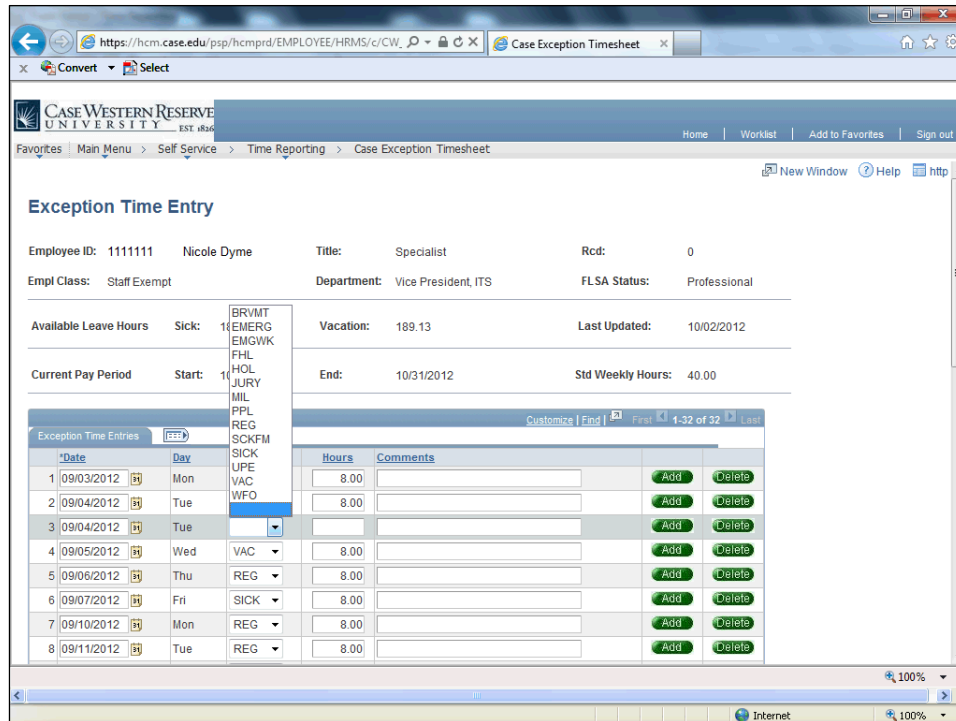 https://hcm.case.edu/psp/hcmprd/EMPLOYEE/HRMS/c/CW_
Case Exception Timesheet
x Convert Select
CASE WESTERN RESERVE
UNIVERSITY EST. 1826
Home | Worklist | Add to Favorites | Sign out
Favorites | Main Menu > Self Service > Time Reporting > Case Exception Timesheet
New Window Help http
Exception Time Entry
Employee ID: 1111111 Nicole Dyme Title: Specialist Rcd: 0
Empl Class: Staff Exempt Department: Vice President, ITS FLSA Status: Professional
Available Leave Hours Sick: 18 Vacation: 189.13 Last Updated: 10/02/2012
Current Pay Period Start: 10 End: 10/31/2012 Std Weekly Hours: 40.00
BRVMT
EMERG
EMGWK
FHL
HOL
JURY
MIL
PPL
REG
SCKFM
SICK
UPE
VAC
WFO
Customize | Find | First 1-32 of 32 Last
Exception Time Entries
*Date Day Hours Comments
1 09/03/2012 Mon 8.00 Add Delete
2 09/04/2012 Tue 8.00 Add Delete
3 09/04/2012 Tue Add Delete
4 09/05/2012 Wed VAC 8.00 Add Delete
5 09/06/2012 Thu REG 8.00 Add Delete
6 09/07/2012 Fri SICK 8.00 Add Delete
7 09/10/2012 Mon REG 8.00 Add Delete
8 09/11/2012 Tue REG 8.00 Add Delete
100%
Internet 100%